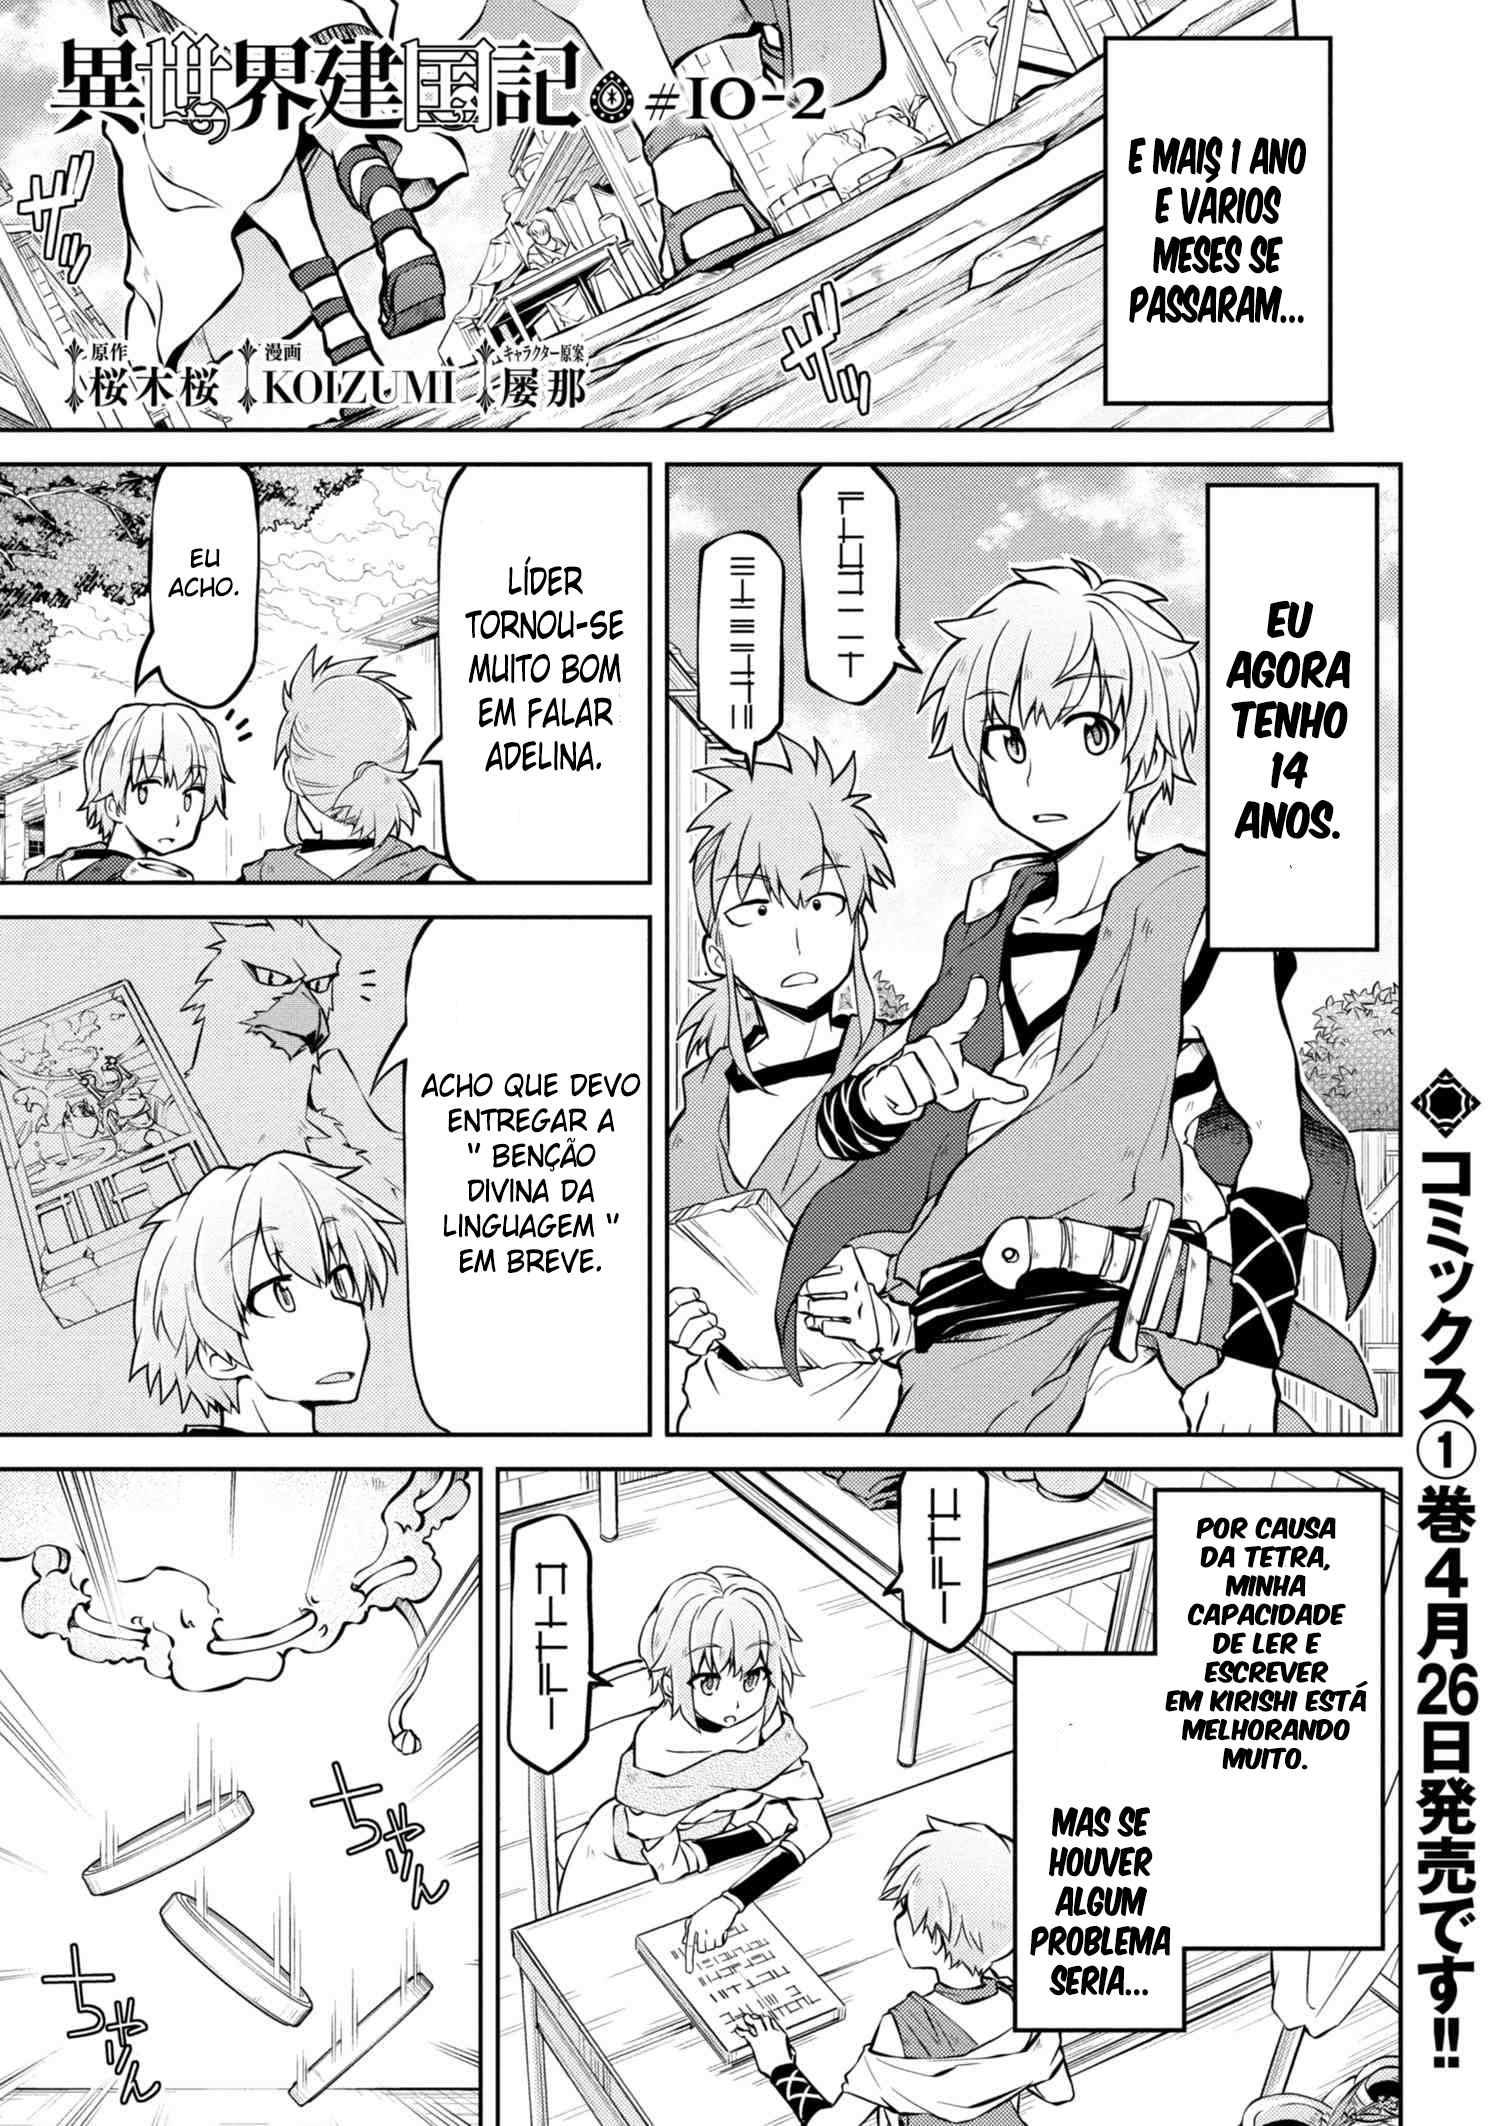 異世界建国記 #10-2
原作
桜木桜
漫画
KOIZUMI
キャラクター原案
屡那
E MAIS 1 ANO
E VÁRIOS
MESES SE
PASSARAM...
EU
AGORA
TENHO
14
ANOS.
LÍDER
TORNOU-SE
MUITO BOM
EM FALAR
ADELINA.
EU
ACHO.
ACHO QUE DEVO
ENTREGAR A
“ BENÇÃO
DIVINA DA
LINGUAGEM ”
EM BREVE.
POR CAUSA
DA TETRA,
MINHA
CAPACIDADE
DE LER E
ESCREVER
EM KIRISHI ESTÁ
MELHORANDO
MUITO.
MAS SE
HOUVER
ALGUM
PROBLEMA
SERIA...
ちゃりん
ちゃりん
コミックス①巻4月26日発売です!!